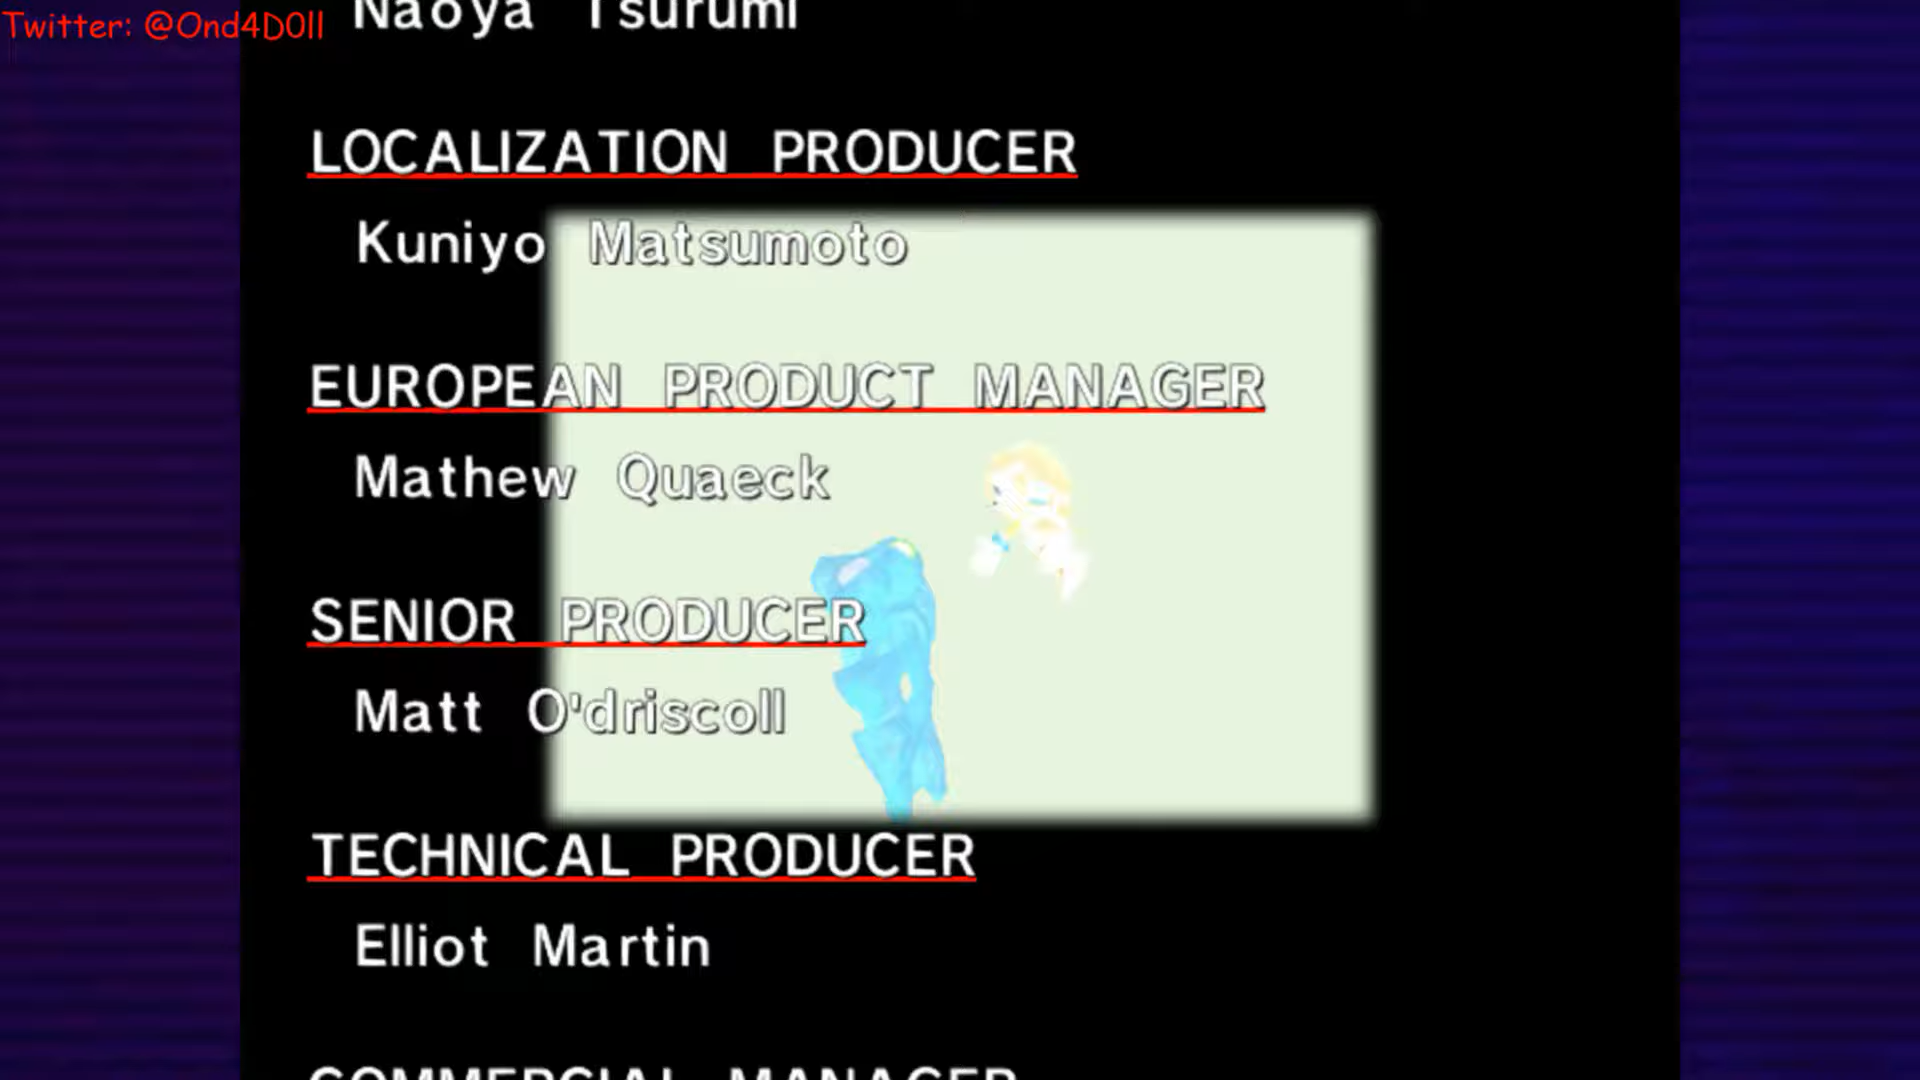 Twitter: @Ond4D0ll
Naoya Tsurumi
LOCALIZATION PRODUCER
Kuniyo Matsumoto
EUROPEAN PRODUCT MANAGER
Mathew Quaeck
SENIOR PRODUCER
Matt O'driscoll
TECHNICAL PRODUCER
Elliot Martin
COMMERCIAL MANAGER